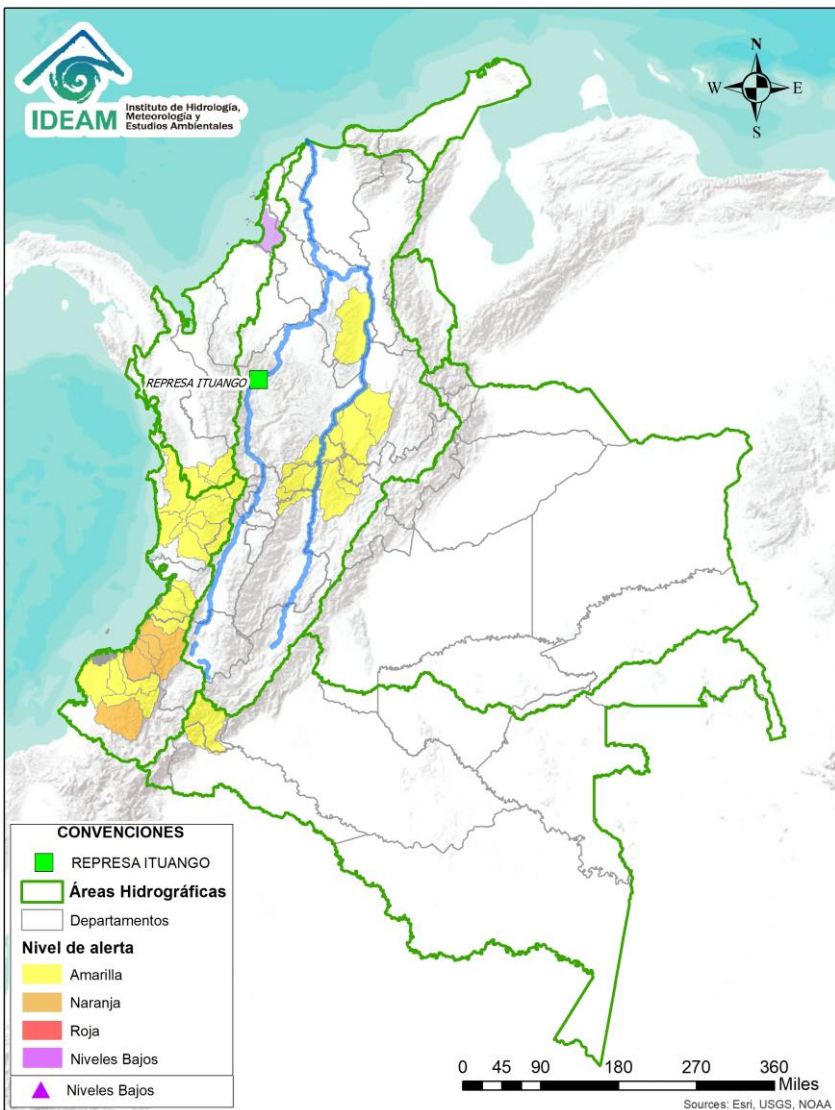 IDEAM
Instituto de Hidrología,
Meteorología y
Estudios Ambientales
N
W
E
S
REPRESA ITUANGO
CONVENCIONES
REPRESA ITUANGO
Áreas Hidrográficas
Departamentos
Nivel de alerta
Amarilla
Naranja
Roja
Niveles Bajos
Niveles Bajos
0 45 90 180 270 360
Miles
Sources: Esri, USGS, NOAA